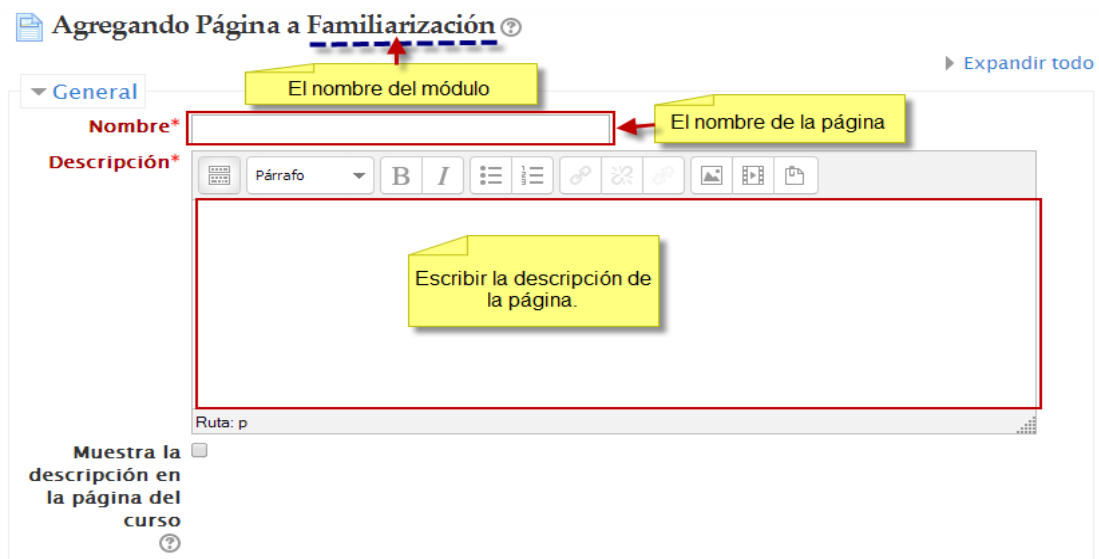 Agregando Página a Familiarización
Expandir todo
General
El nombre del módulo
Nombre*
El nombre de la página
Descripción*
Párrafo
B I
Escribir la descripción de
la página.
Ruta: p
Muestra la
descripción en
la página del
curso